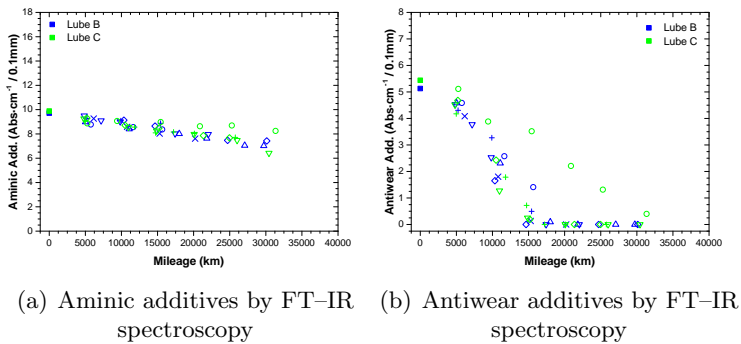 18
16
14
12
10
8
6
4
2
0
Aminic Add. (Abs·cm⁻¹ / 0.1mm)
Lube B
Lube C
0 5000 10000 15000 20000 25000 30000 35000 40000
Mileage (km)
(a) Aminic additives by FT–IR
spectroscopy
8
7
6
5
4
3
2
1
0
Antiwear Add. (Abs·cm⁻¹ / 0.1mm)
Lube B
Lube C
0 5000 10000 15000 20000 25000 30000 35000 40000
Mileage (km)
(b) Antiwear additives by FT–IR
spectroscopy